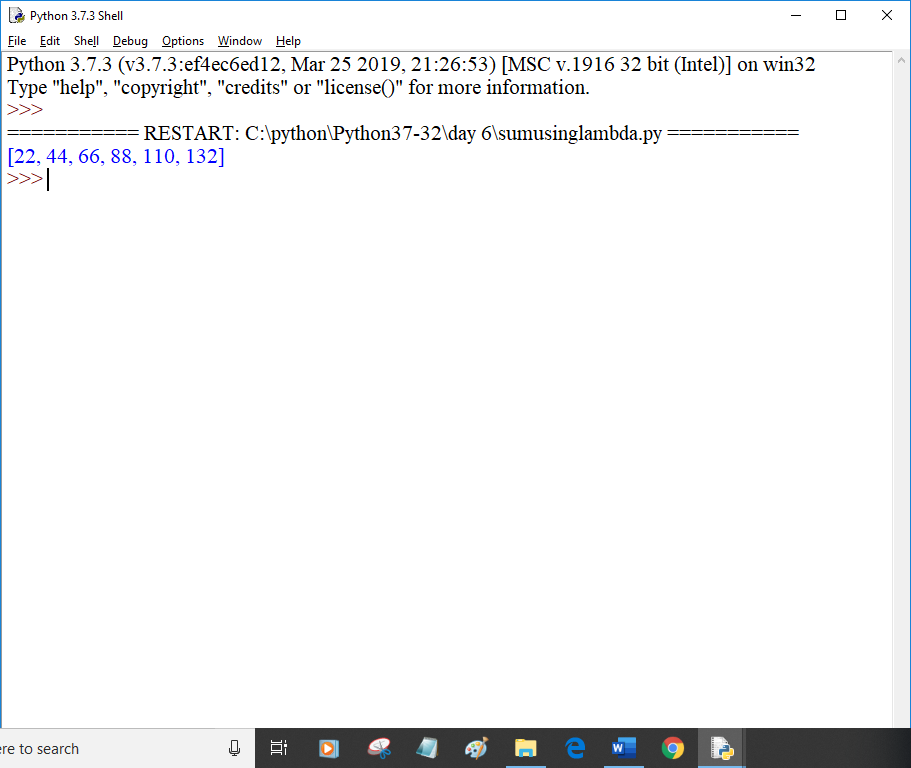 Python 3.7.3 Shell
File Edit Shell Debug Options Window Help
Python 3.7.3 (v3.7.3:ef4ec6ed12, Mar 25 2019, 21:26:53) [MSC v.1916 32 bit (Intel)] on win32
Type "help", "copyright", "credits" or "license()" for more information.
>>>
=========== RESTART: C:\python\Python37-32\day 6\sumusinglambda.py ===========
[22, 44, 66, 88, 110, 132]
>>>
ere to search